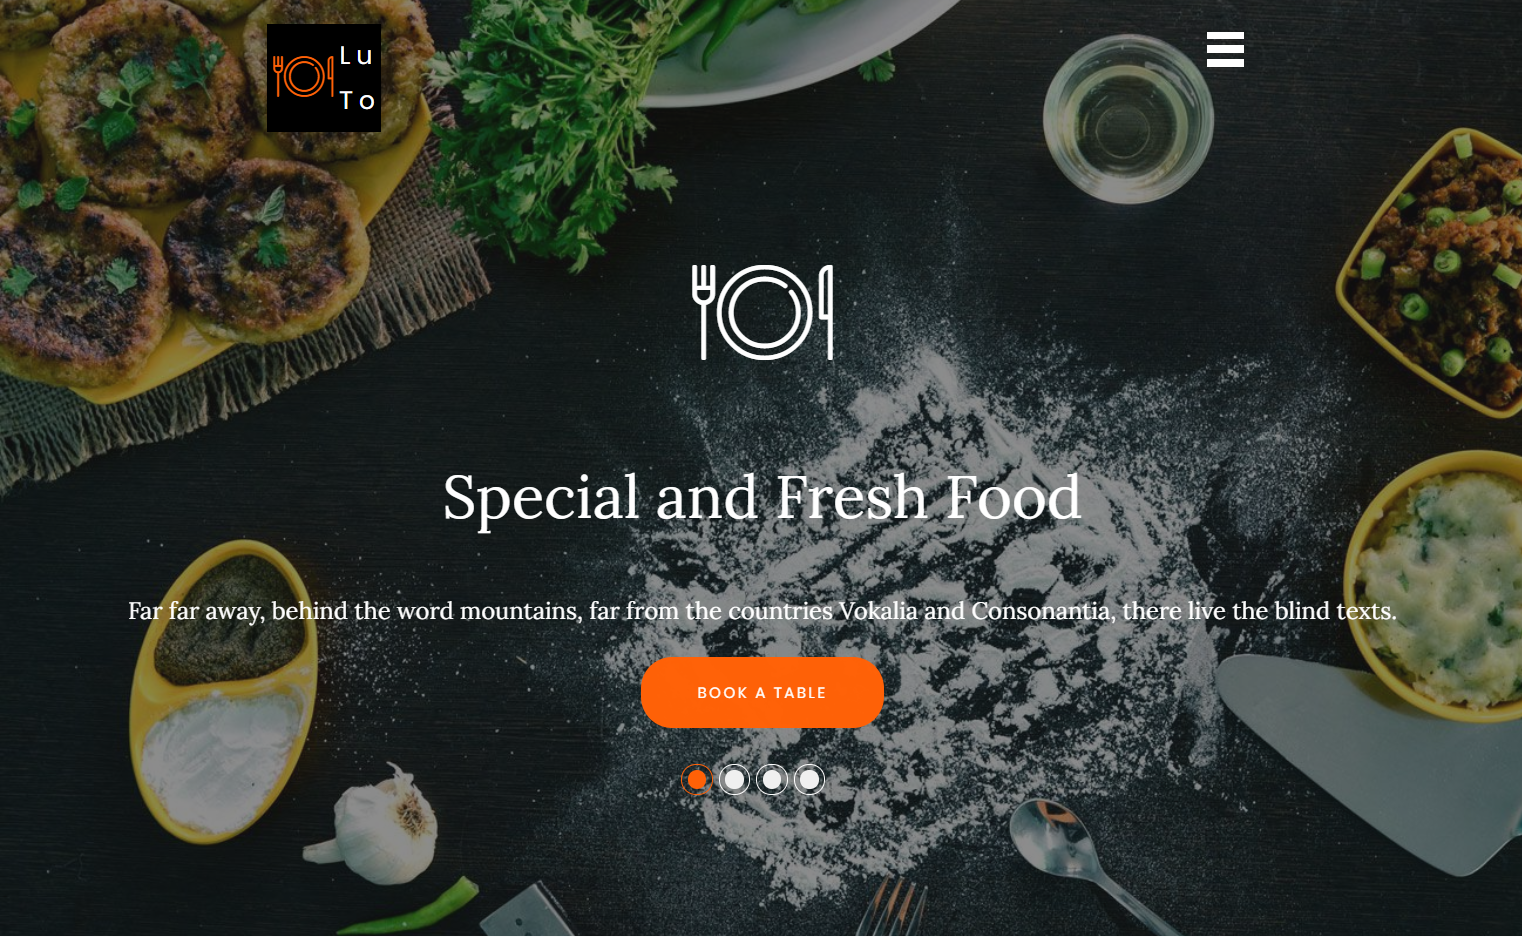 Lu
To
Special and Fresh Food
Far far away, behind the word mountains, far from the countries Vokalia and Consonantia, there live the blind texts.
BOOK A TABLE